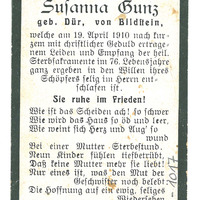 Susanna Gunz
geb. Dür, von Bildstein,
welche am 19. April 1910 nach kur-
zem mit christlicher Geduld ertrage-
nem Leiden und Empfang der heil.
Sterbsakramente im 76. Lebensjahre
ganz ergeben in den Willen ihres
Schöpfers selig im Herrn ent-
schlafen ist.
Sie ruhe im Frieden!
Wie ist das Scheiden ach! so schwer
Wie wird das Haus so öd und leer,
Wie weint sich Herz und Aug' so
wund
Bei einer Mutter Sterbestund.
Neun Kinder fühlen tiefbetrübt,
Daß keine Mutter mehr sie liebt!
Nur eines ist, was den Mut
der Geschwister noch belebt
Die Hoffnung auf ein ewig, seliges
Wiedersehen.